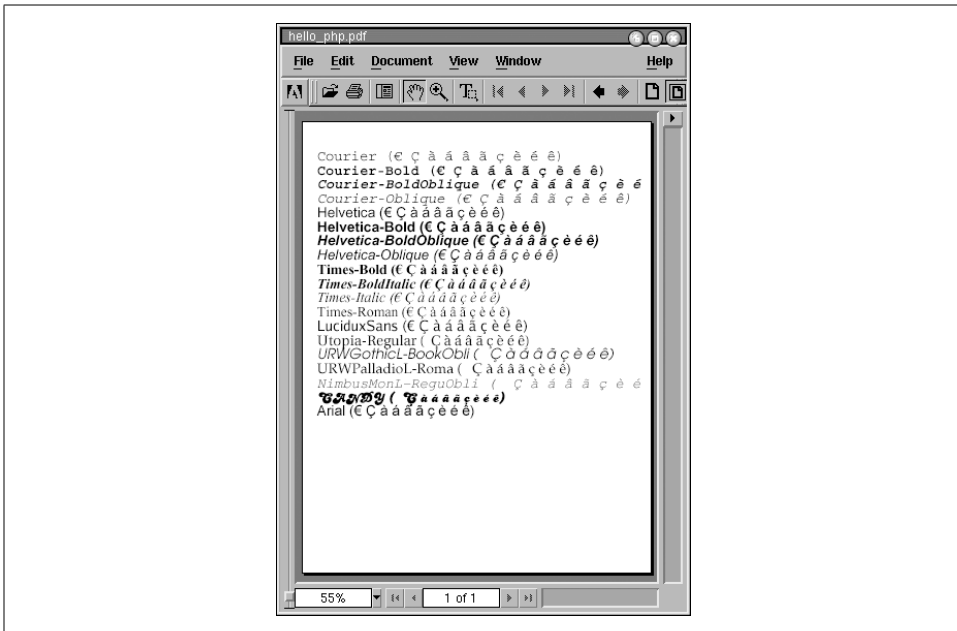 hello_php.pdf
File Edit Document View Window Help
Courier (€ Ç à á â ã ç è é ê)
Courier-Bold (€ Ç à á â ã ç è é ê)
Courier-BoldOblique (€ Ç à á â ã ç è é
Courier-Oblique (€ Ç à á â ã ç è é ê)
Helvetica (€ Ç à á â ã ç è é ê)
Helvetica-Bold (€ Ç à á â ã ç è é ê)
Helvetica-BoldOblique (€ Ç à á â ã ç è é ê)
Helvetica-Oblique (€ Ç à á â ã ç è é ê)
Times-Bold (€ Ç à á â ã ç è é ê)
Times-BoldItalic (€ Ç à á â ã ç è é ê)
Times-Italic (€ Ç à á â ã ç è é ê)
Times-Roman (€ Ç à á â ã ç è é ê)
LuciduxSans (€ Ç à á â ã ç è é ê)
Utopia-Regular ( Ç à á â ã ç è é ê)
URWGothicL-BookObli ( Ç à á â ã ç è é ê)
URWPalladioL-Roma ( Ç à á â ã ç è é ê)
NimbusMonL-ReguObli ( Ç à á â ã ç è é
CANDY ( Ç à á â ã ç è é ê)
Arial (€ Ç à á â ã ç è é ê)
55% 1 of 1